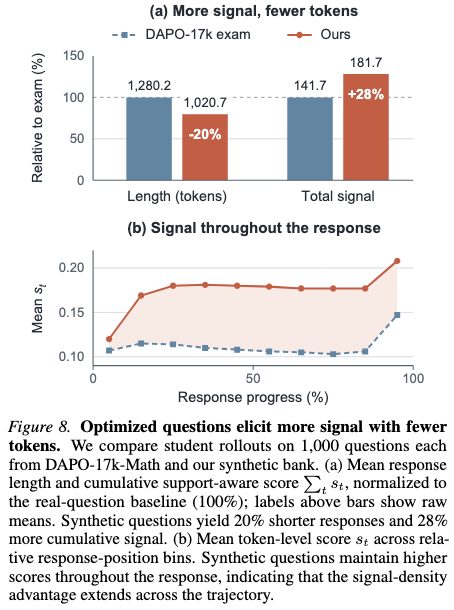 (a) More signal, fewer tokens
DAPO-17k exam Ours
Relative to exam (%)
150
100
50
0
1,280.2
1,020.7
-20%
141.7
181.7
+28%
Length (tokens) Total signal
(b) Signal throughout the response
Mean sₜ
0.20
0.15
0.10
0 50 100
Response progress (%)
Figure 8. Optimized questions elicit more signal with fewer
tokens. We compare student rollouts on 1,000 questions each
from DAPO-17k-Math and our synthetic bank. (a) Mean response
length and cumulative support-aware score ∑ₜ sₜ, normalized to
the real-question baseline (100%); labels above bars show raw
means. Synthetic questions yield 20% shorter responses and 28%
more cumulative signal. (b) Mean token-level score sₜ across rela-
tive response-position bins. Synthetic questions maintain higher
scores throughout the response, indicating that the signal-density
advantage extends across the trajectory.